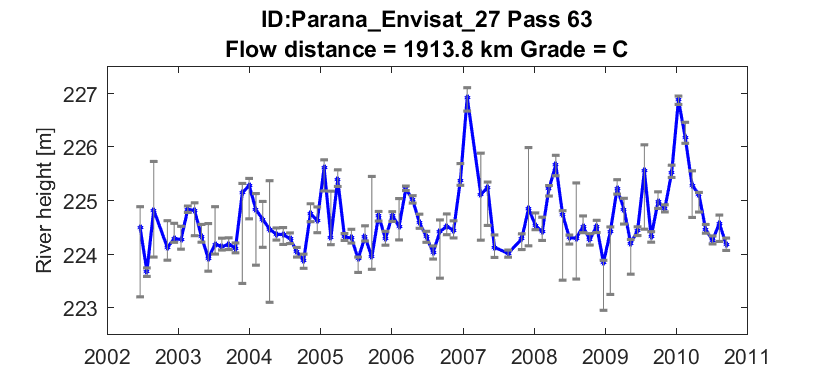 ID:Parana_Envisat_27 Pass 63
Flow distance = 1913.8 km Grade = C
River height [m]
227
226
225
224
223
2002 2003 2004 2005 2006 2007 2008 2009 2010 2011